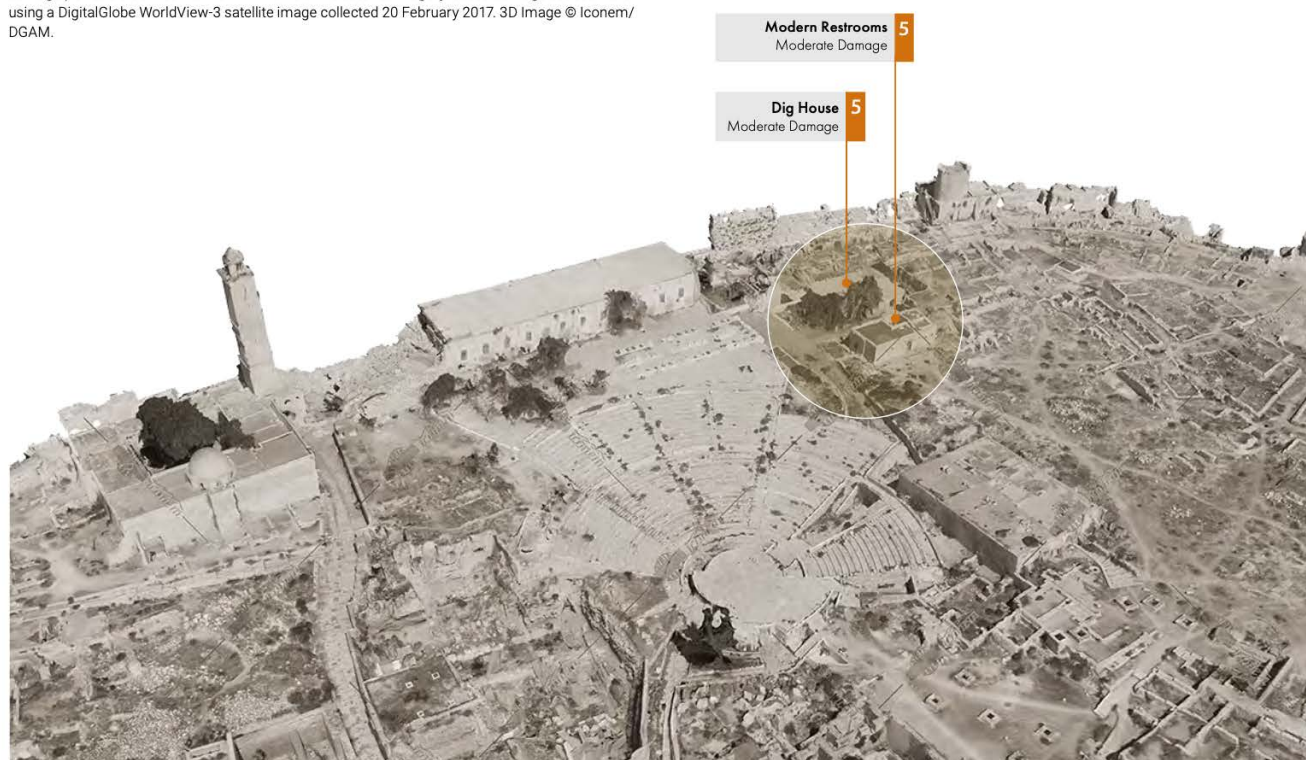 using a DigitalGlobe WorldView-3 satellite image collected 20 February 2017. 3D Image © Iconem/
DGAM.
Modern Restrooms 5
Moderate Damage
Dig House 5
Moderate Damage